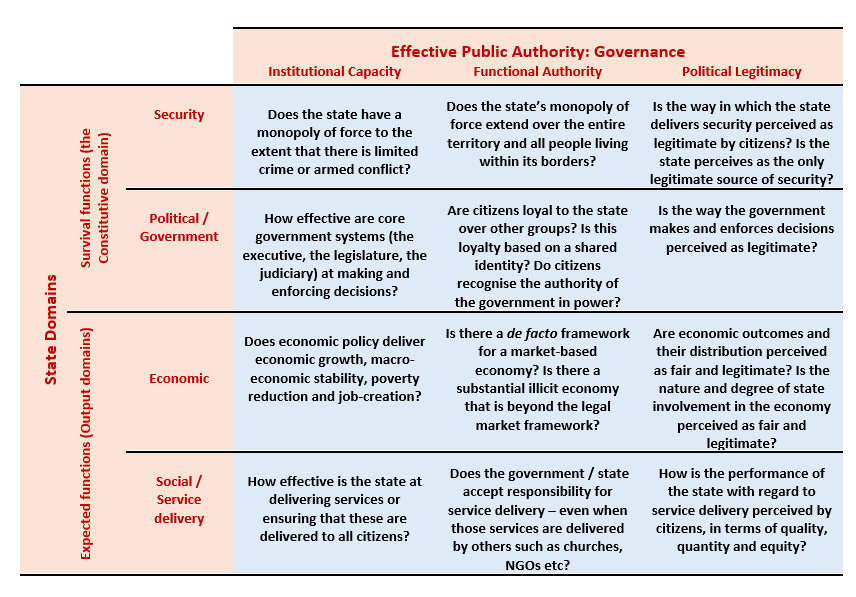 Effective Public Authority: Governance
Institutional Capacity
Functional Authority
Political Legitimacy
State Domains
Survival functions (the
Constitutive domain)
Security
Does the state have a
monopoly of force to the
extent that there is limited
crime or armed conflict?
Does the state’s monopoly of
force extend over the entire
territory and all people living
within its borders?
Is the way in which the state
delivers security perceived as
legitimate by citizens? Is the
state perceives as the only
legitimate source of security?
Political /
Government
How effective are core
government systems (the
executive, the legislature, the
judiciary) at making and
enforcing decisions?
Are citizens loyal to the state
over other groups? Is this
loyalty based on a shared
identity? Do citizens
recognise the authority of
the government in power?
Is the way the government
makes and enforces decisions
perceived as legitimate?
Expected functions (Output domains)
Economic
Does economic policy deliver
economic growth, macro-
economic stability, poverty
reduction and job-creation?
Is there a de facto framework
for a market-based
economy? Is there a
substantial illicit economy
that is beyond the legal
market framework?
Are economic outcomes and
their distribution perceived
as fair and legitimate? Is the
nature and degree of state
involvement in the economy
perceived as fair and
legitimate?
Social /
Service
delivery
How effective is the state at
delivering services or
ensuring that these are
delivered to all citizens?
Does the government / state
accept responsibility for
service delivery – even when
those services are delivered
by others such as churches,
NGOs etc?
How is the performance of
the state with regard to
service delivery perceived by
citizens, in terms of quality,
quantity and equity?